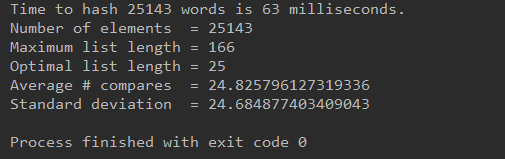 Time to hash 25143 words is 63 milliseconds.
Number of elements  = 25143
Maximum list length = 166
Optimal list length = 25
Average # compares  = 24.825796127319336
Standard deviation  = 24.684877403409043
Process finished with exit code 0